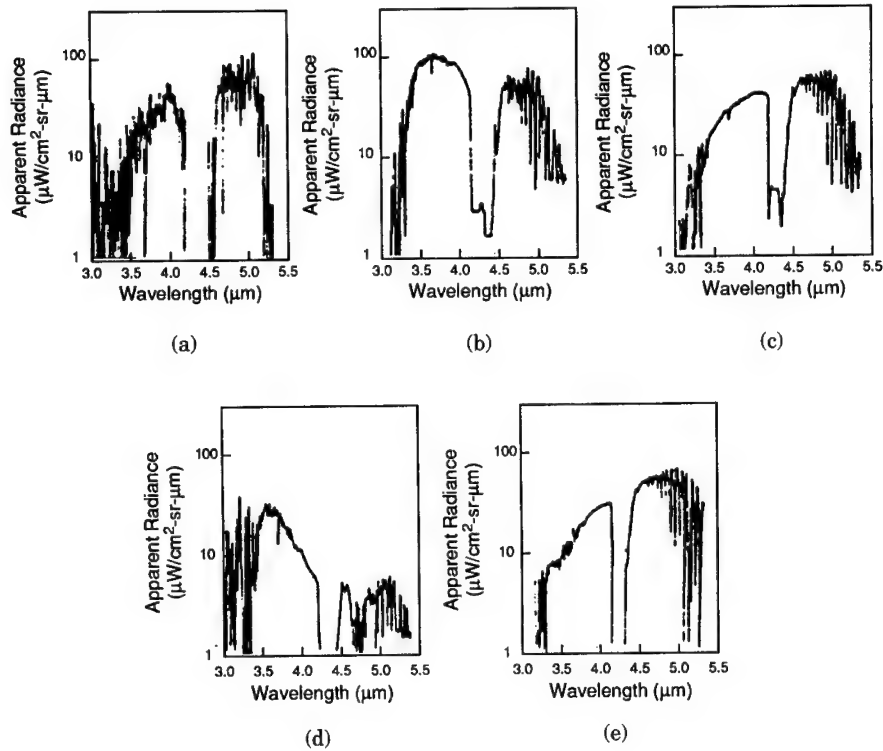 Apparent Radiance
(μW/cm²-sr-μm)
100
10
1
3.0 3.5 4.0 4.5 5.0 5.5
Wavelength (μm)
(a)
Apparent Radiance
(μW/cm²-sr-μm)
100
10
1
3.0 3.5 4.0 4.5 5.0 5.5
Wavelength (μm)
(b)
Apparent Radiance
(μW/cm²-sr-μm)
100
10
1
3.0 3.5 4.0 4.5 5.0 5.5
Wavelength (μm)
(c)
Apparent Radiance
(μW/cm²-sr-μm)
100
10
1
3.0 3.5 4.0 4.5 5.0 5.5
Wavelength (μm)
(d)
Apparent Radiance
(μW/cm²-sr-μm)
100
10
1
3.0 3.5 4.0 4.5 5.0 5.5
Wavelength (μm)
(e)